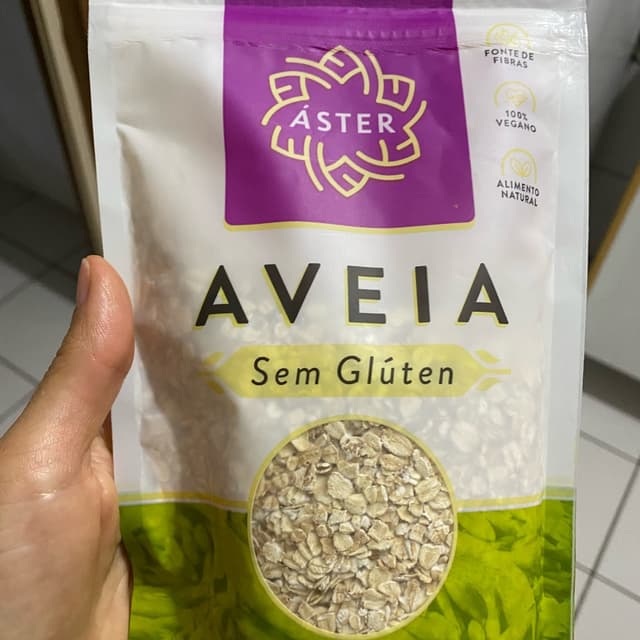 ÁSTER
FONTE DE
FIBRAS
100%
VEGANO
ALIMENTO
NATURAL
AVEIA
Sem Glúten